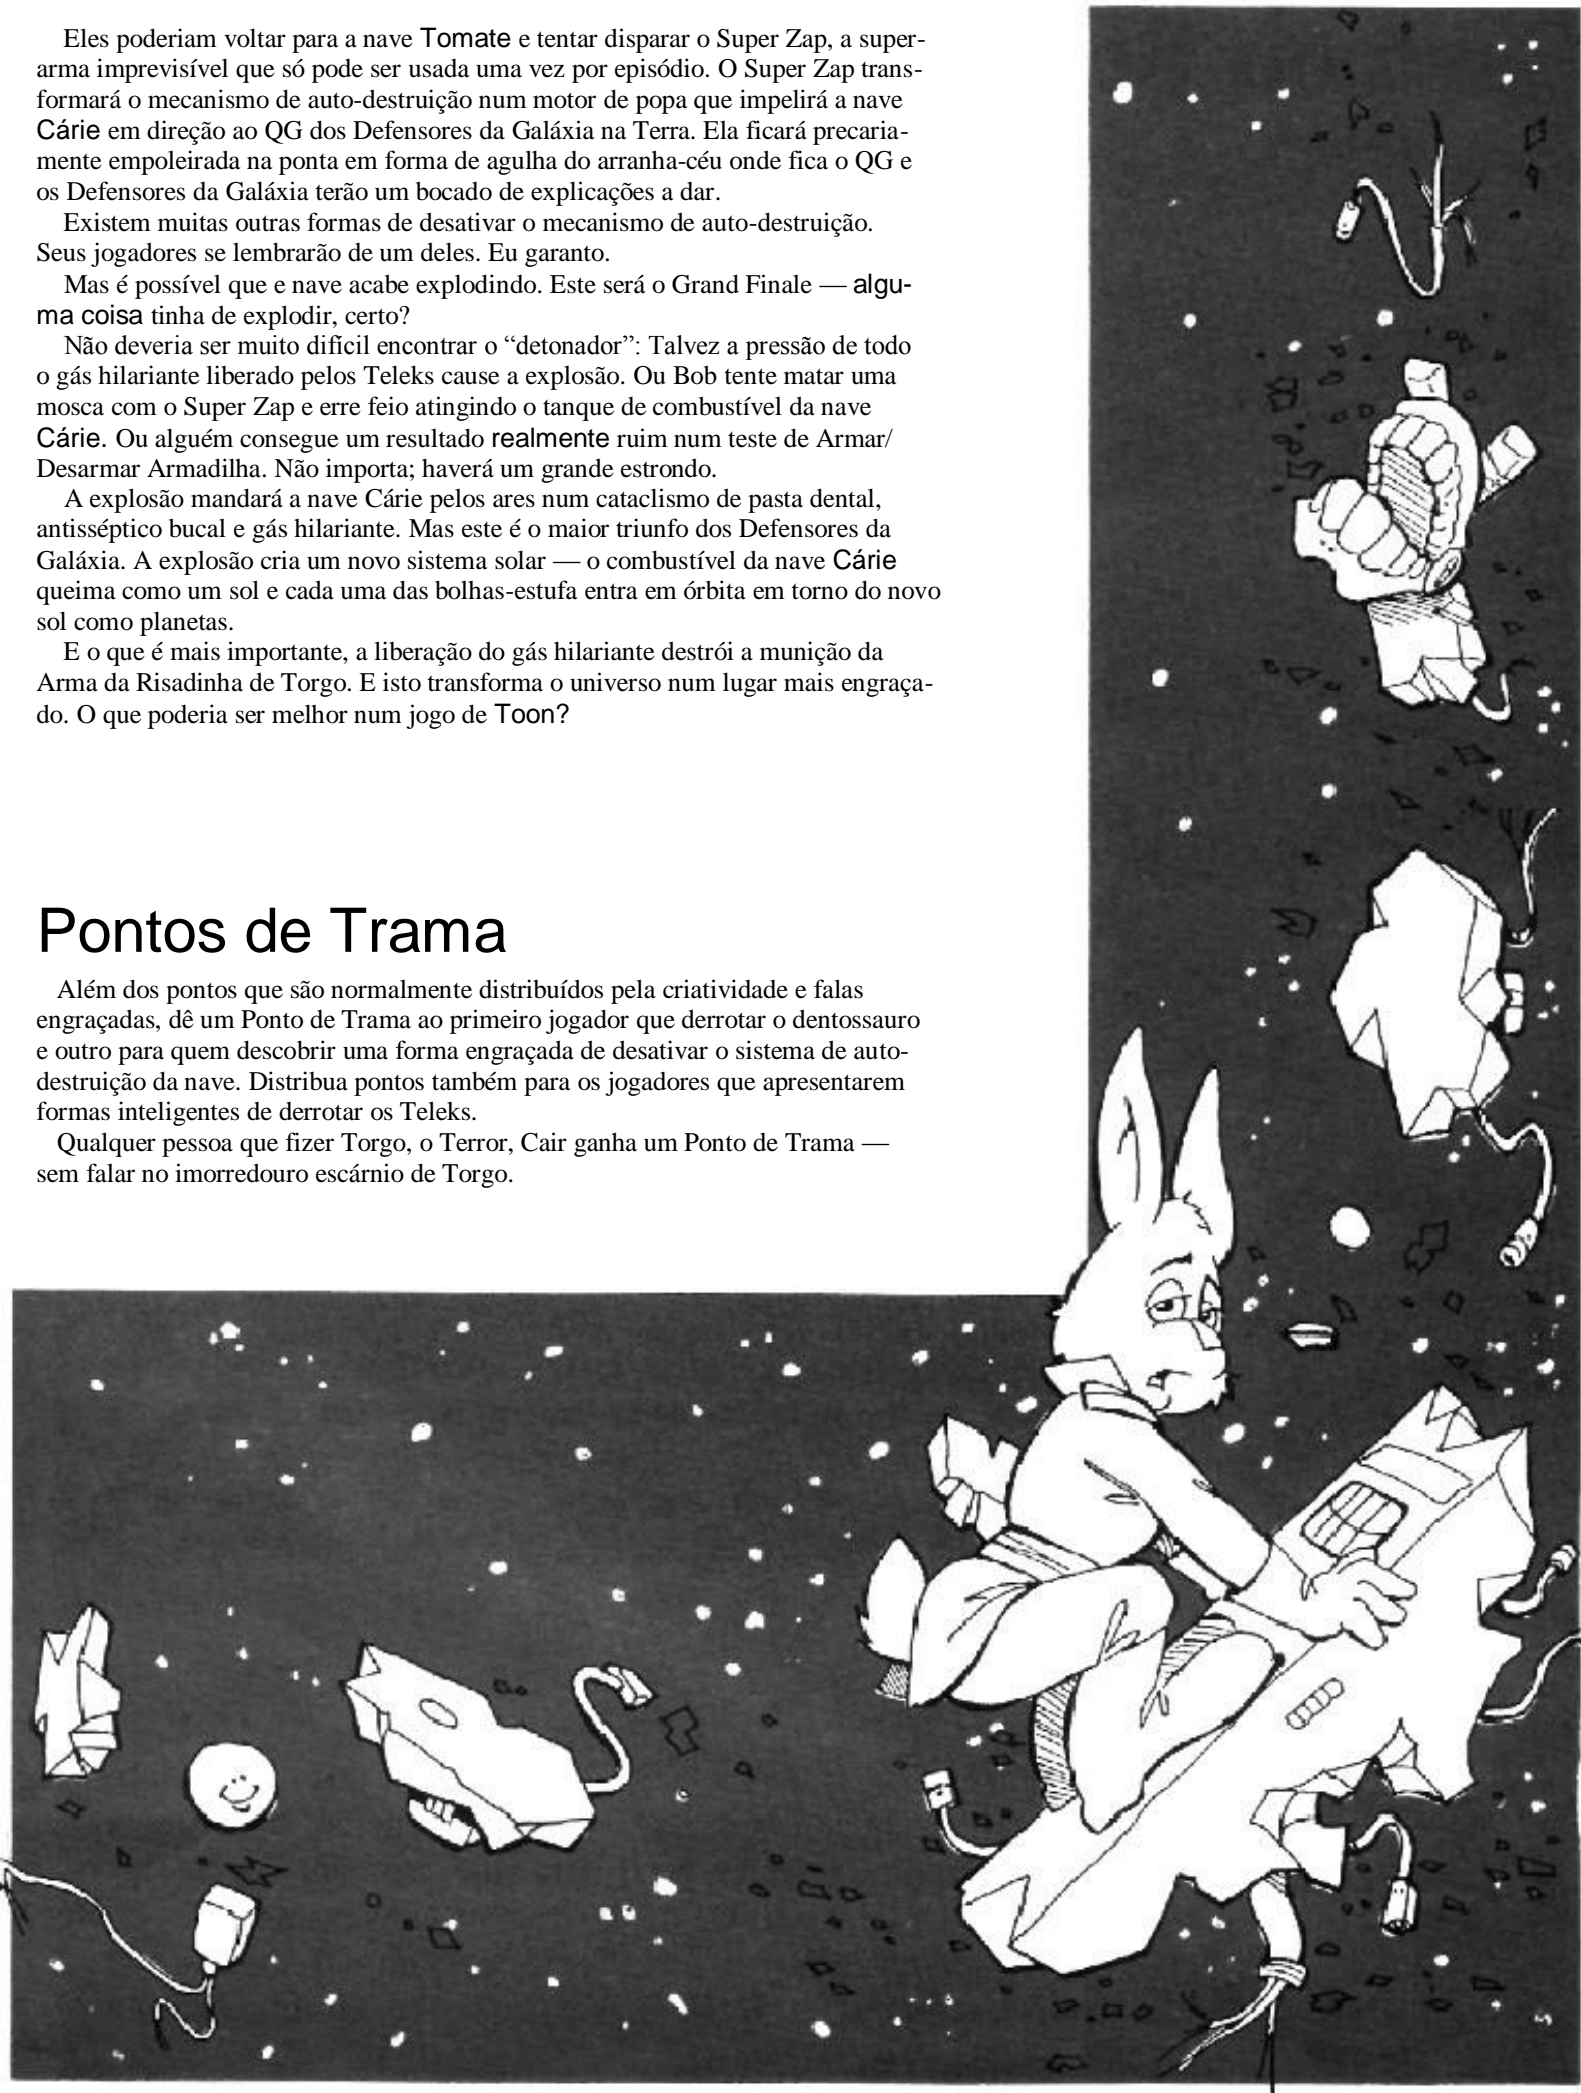 Eles poderiam voltar para a nave Tomate e tentar disparar o Super Zap, a super-
arma imprevisível que só pode ser usada uma vez por episódio. O Super Zap trans-
formará o mecanismo de auto-destruição num motor de popa que impelirá a nave
Cárie em direção ao QG dos Defensores da Galáxia na Terra. Ela ficará precaria-
mente empoleirada na ponta em forma de agulha do arranha-céu onde fica o QG e
os Defensores da Galáxia terão um bocado de explicações a dar.
Existem muitas outras formas de desativar o mecanismo de auto-destruição.
Seus jogadores se lembrarão de um deles. Eu garanto.
Mas é possível que e nave acabe explodindo. Este será o Grand Finale — algu-
ma coisa tinha de explodir, certo?
Não deveria ser muito difícil encontrar o “detonador”: Talvez a pressão de todo
o gás hilariante liberado pelos Teleks cause a explosão. Ou Bob tente matar uma
mosca com o Super Zap e erre feio atingindo o tanque de combustível da nave
Cárie. Ou alguém consegue um resultado realmente ruim num teste de Armar/
Desarmar Armadilha. Não importa; haverá um grande estrondo.
A explosão mandará a nave Cárie pelos ares num cataclismo de pasta dental,
antisséptico bucal e gás hilariante. Mas este é o maior triunfo dos Defensores da
Galáxia. A explosão cria um novo sistema solar — o combustível da nave Cárie
queima como um sol e cada uma das bolhas-estufa entra em órbita em torno do novo
sol como planetas.
E o que é mais importante, a liberação do gás hilariante destrói a munição da
Arma da Risadinha de Torgo. E isto transforma o universo num lugar mais engraça-
do. O que poderia ser melhor num jogo de Toon?
Pontos de Trama
Além dos pontos que são normalmente distribuídos pela criatividade e falas
engraçadas, dê um Ponto de Trama ao primeiro jogador que derrotar o dentossauro
e outro para quem descobrir uma forma engraçada de desativar o sistema de auto-
destruição da nave. Distribua pontos também para os jogadores que apresentarem
formas inteligentes de derrotar os Teleks.
Qualquer pessoa que fizer Torgo, o Terror, Cair ganha um Ponto de Trama —
sem falar no imorredouro escárnio de Torgo.